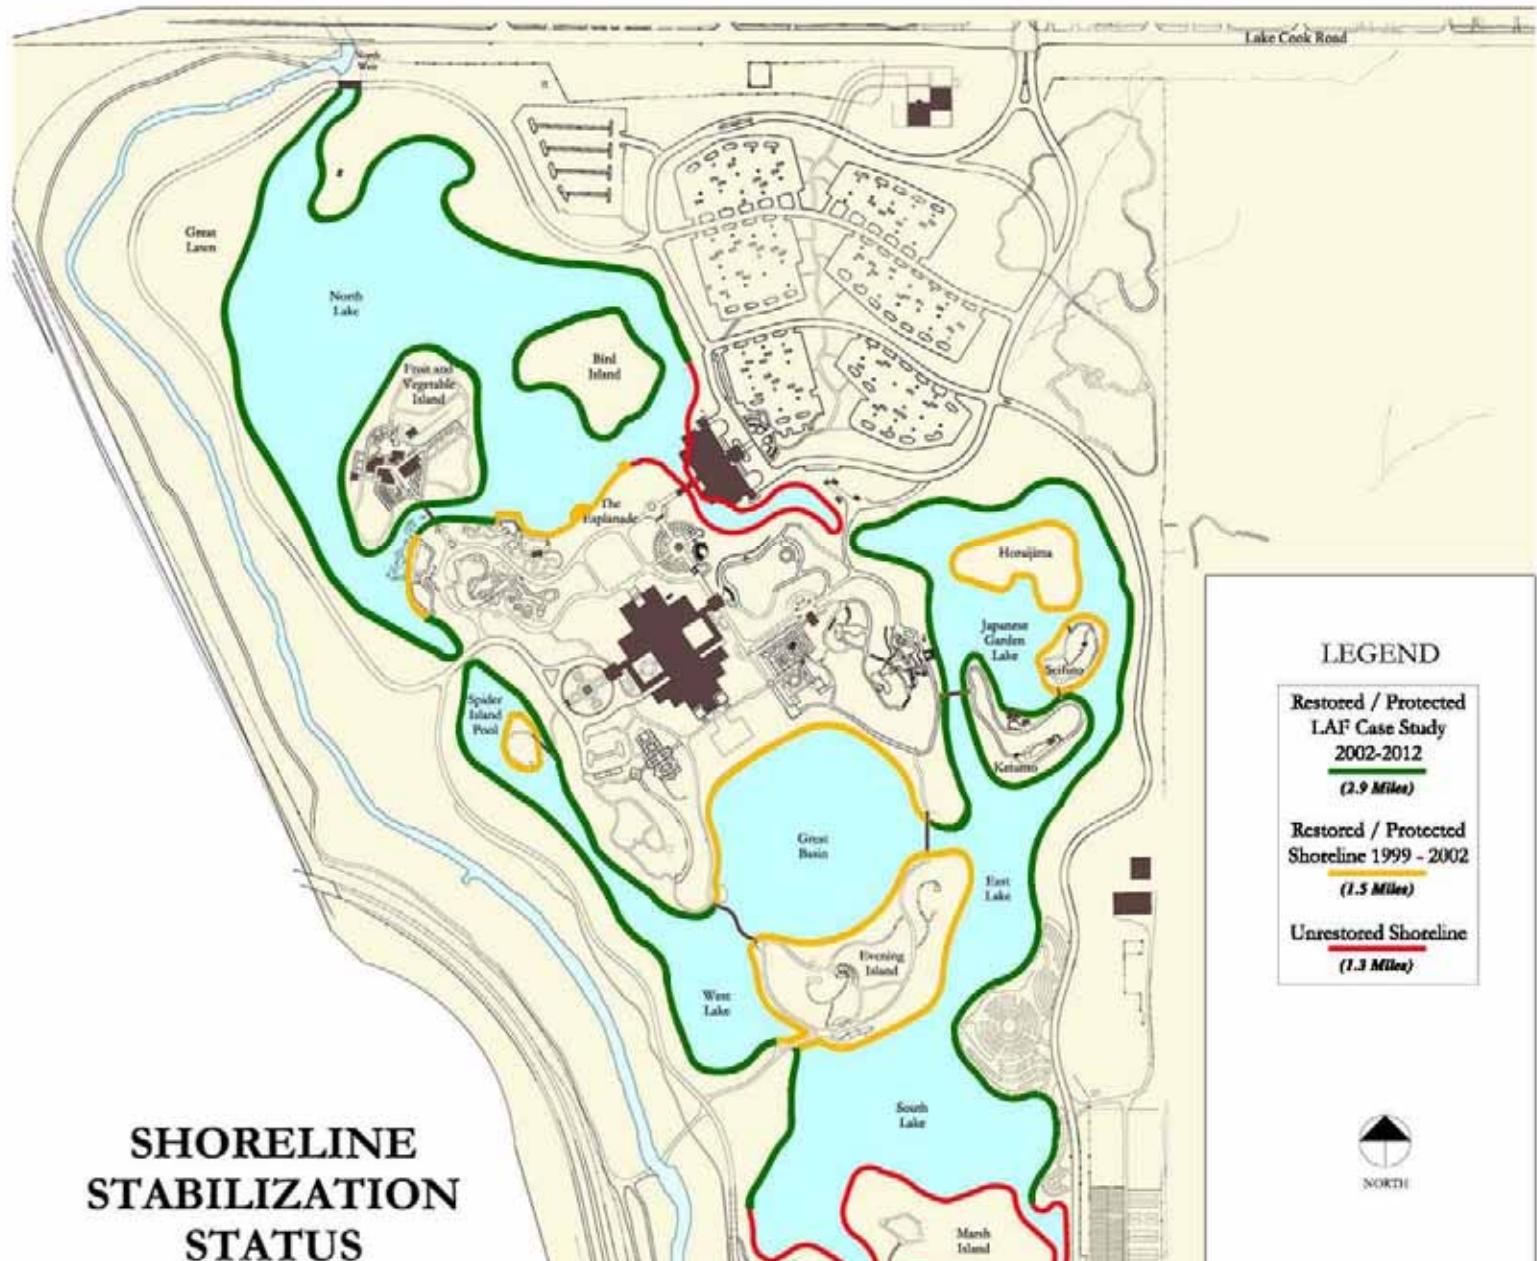 Lake Cook Road
North
Weir
Great
Lawn
North
Lake
Bird
Island
Fruit and
Vegetable
Island
The
Esplanade
Horaijima
Japanese
Garden
Lake
Spider
Island
Pool
Great
Basin
East
Lake
Evening
Island
West
Lake
South
Lake
Marsh
Island
SHORELINE
STABILIZATION
STATUS
LEGEND
Restored / Protected
LAF Case Study
2002-2012
(2.9 Miles)
Restored / Protected
Shoreline 1999 - 2002
(1.5 Miles)
Unrestored Shoreline
(1.3 Miles)
NORTH